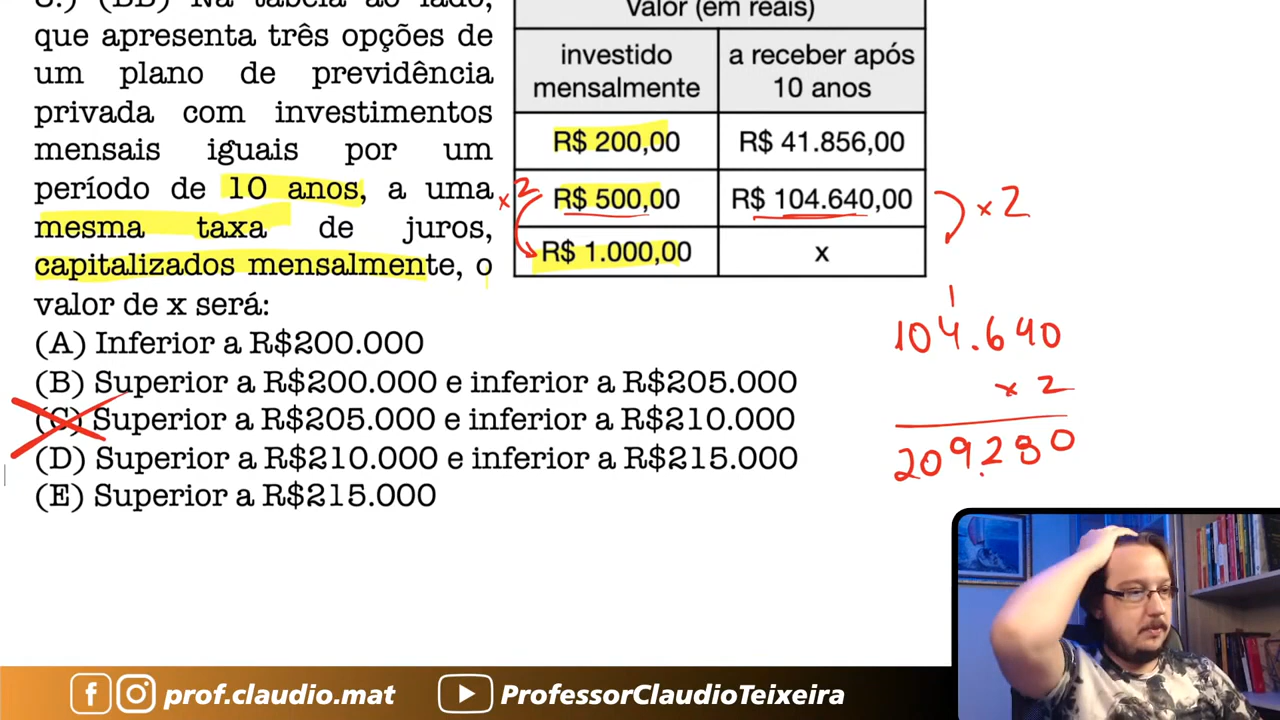 3.) (BB) Na tabela ao lado,
que apresenta três opções de
um plano de previdência
privada com investimentos
mensais iguais por um
período de 10 anos, a uma
mesma taxa de juros,
capitalizados mensalmente, o
valor de x será:
(A) Inferior a R$200.000
(B) Superior a R$200.000 e inferior a R$205.000
(C) Superior a R$205.000 e inferior a R$210.000
(D) Superior a R$210.000 e inferior a R$215.000
(E) Superior a R$215.000
Valor (em reais)
investido mensalmente
a receber após 10 anos
R$ 200,00 R$ 41.856,00
R$ 500,00 R$ 104.640,00
R$ 1.000,00 x
x2
x2
1
104.640
x 2
209.280
prof.claudio.mat
ProfessorClaudioTeixeira